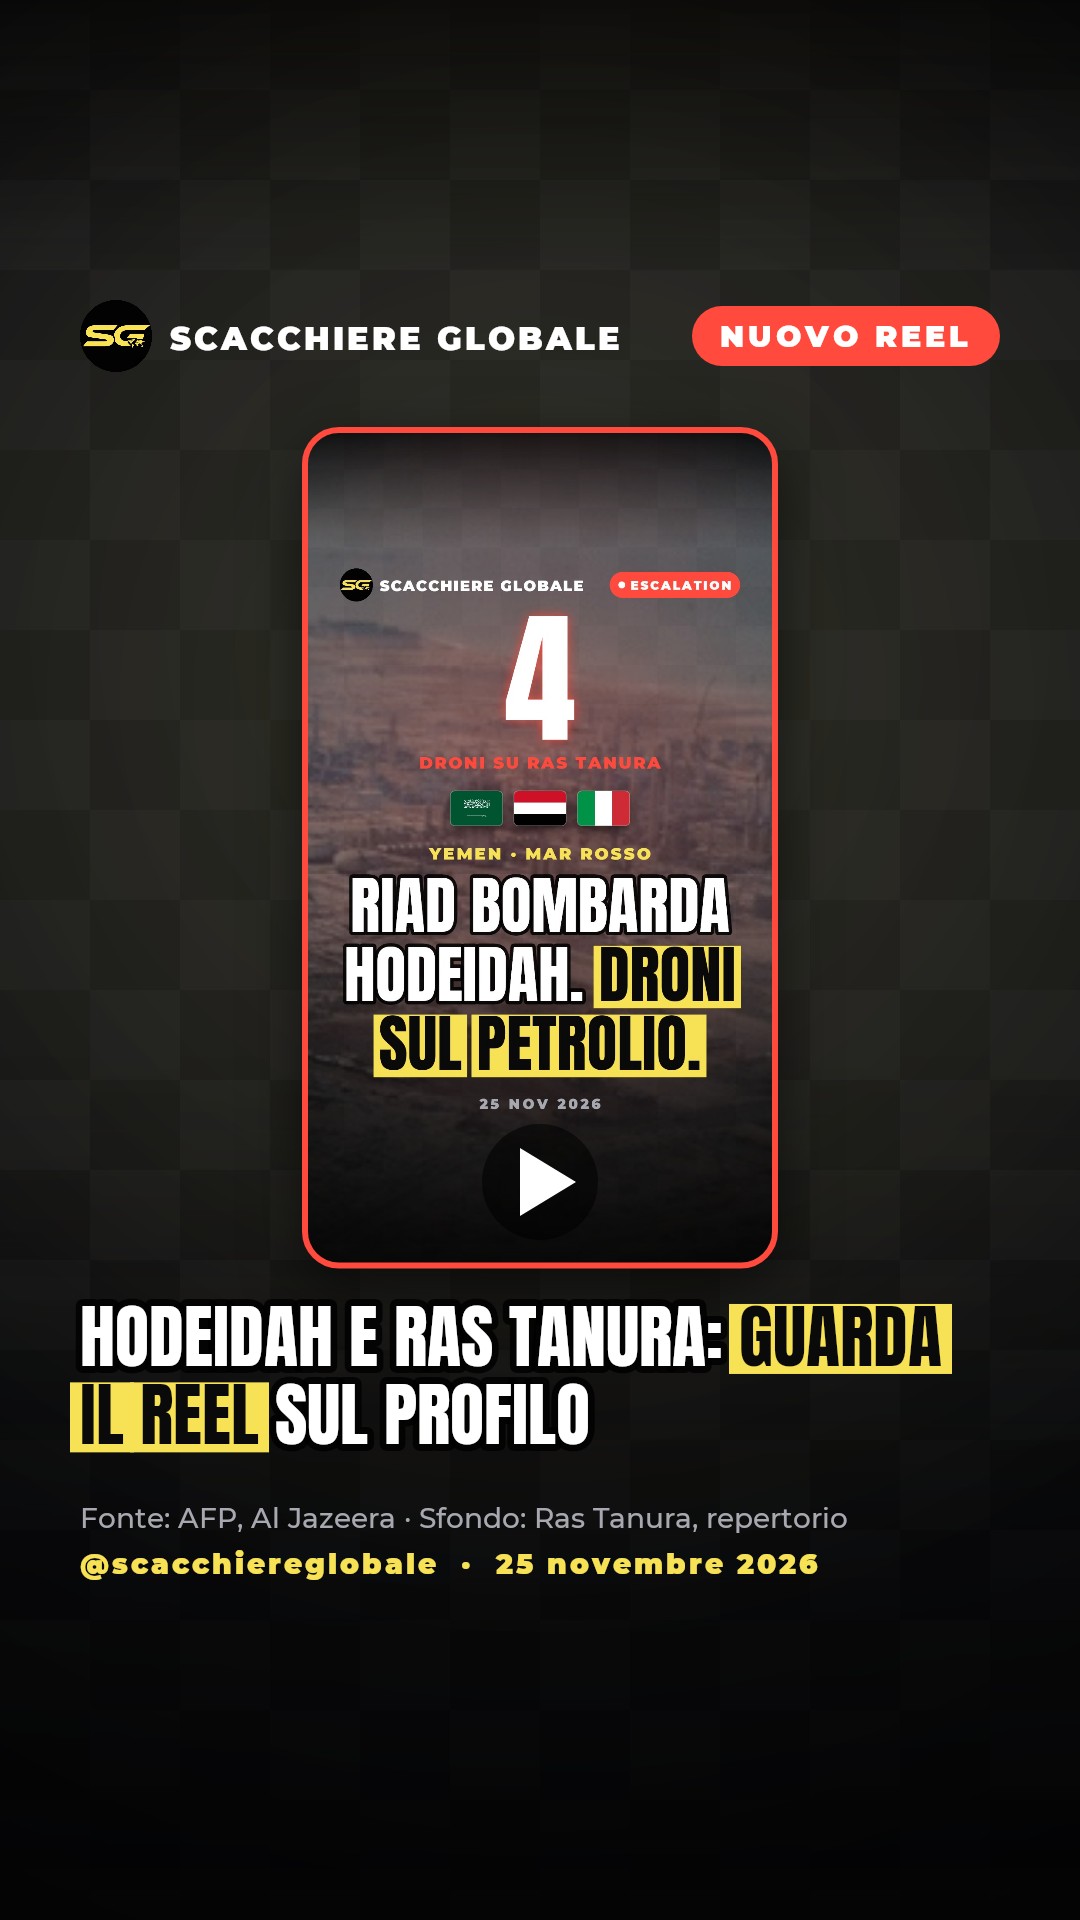 SG SCACCHIERE GLOBALE
NUOVO REEL
SG SCACCHIERE GLOBALE
ESCALATION
4
DRONI SU RAS TANURA
YEMEN · MAR ROSSO
RIAD BOMBARDA
HODEIDAH. DRONI
SUL PETROLIO.
25 NOV 2026
HODEIDAH E RAS TANURA: GUARDA
IL REEL SUL PROFILO
Fonte: AFP, Al Jazeera · Sfondo: Ras Tanura, repertorio
@scacchiereglobale · 25 novembre 2026